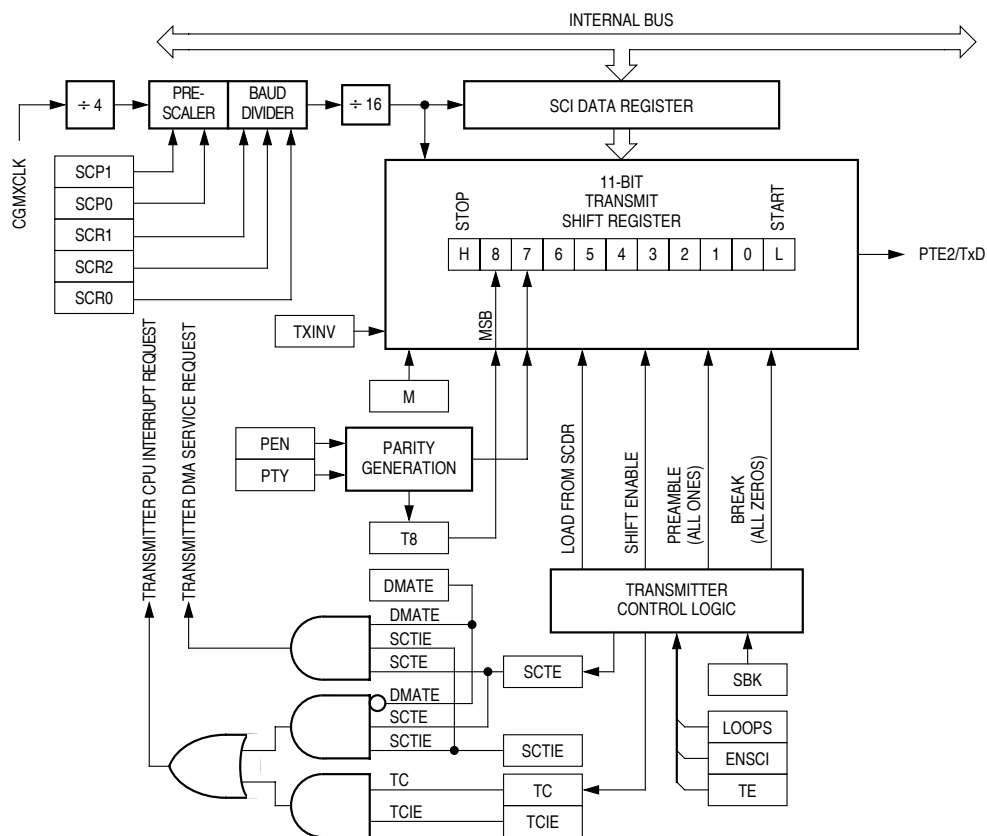 INTERNAL BUS
÷ 4
PRE-
SCALER
BAUD
DIVIDER
÷ 16
SCI DATA REGISTER
CGMXCLK
SCP1
SCP0
SCR1
SCR2
SCR0
11-BIT
TRANSMIT
SHIFT REGISTER
STOP
START
H 8 7 6 5 4 3 2 1 0 L
PTE2/TxD
TXINV
MSB
M
PEN
PTY
PARITY
GENERATION
T8
TRANSMITTER CPU INTERRUPT REQUEST
TRANSMITTER DMA SERVICE REQUEST
LOAD FROM SCDR
SHIFT ENABLE
PREAMBLE
(ALL ONES)
BREAK
(ALL ZEROS)
TRANSMITTER
CONTROL LOGIC
DMATE
DMATE
SCTIE
SCTE
SCTE
SBK
DMATE
SCTE
SCTIE
SCTIE
LOOPS
ENSCI
TE
TC
TC
TCIE
TCIE